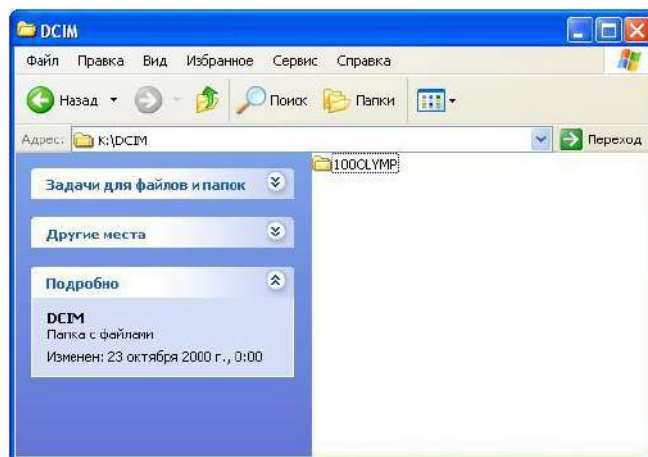 DCIM
Файл Правка Вид Избранное Сервис Справка
Назад Поиск Папки
Адрес: K:\DCIM Переход
Задачи для файлов и папок
Другие места
Подробно
DCIM
Папка с файлами
Изменен: 23 октября 2000 г., 0:00
100OLYMP